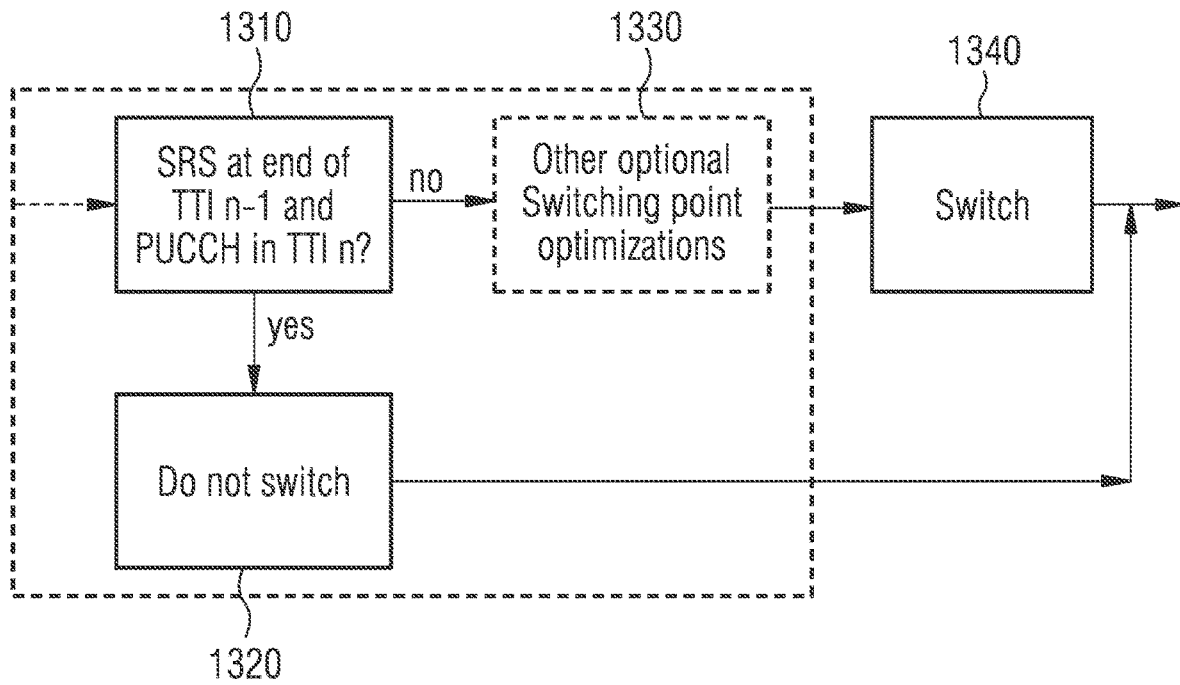 1310
1330
1340
SRS at end of
TTI n-1 and
PUCCH in TTI n?
no
Other optional
Switching point
optimizations
Switch
yes
Do not switch
1320